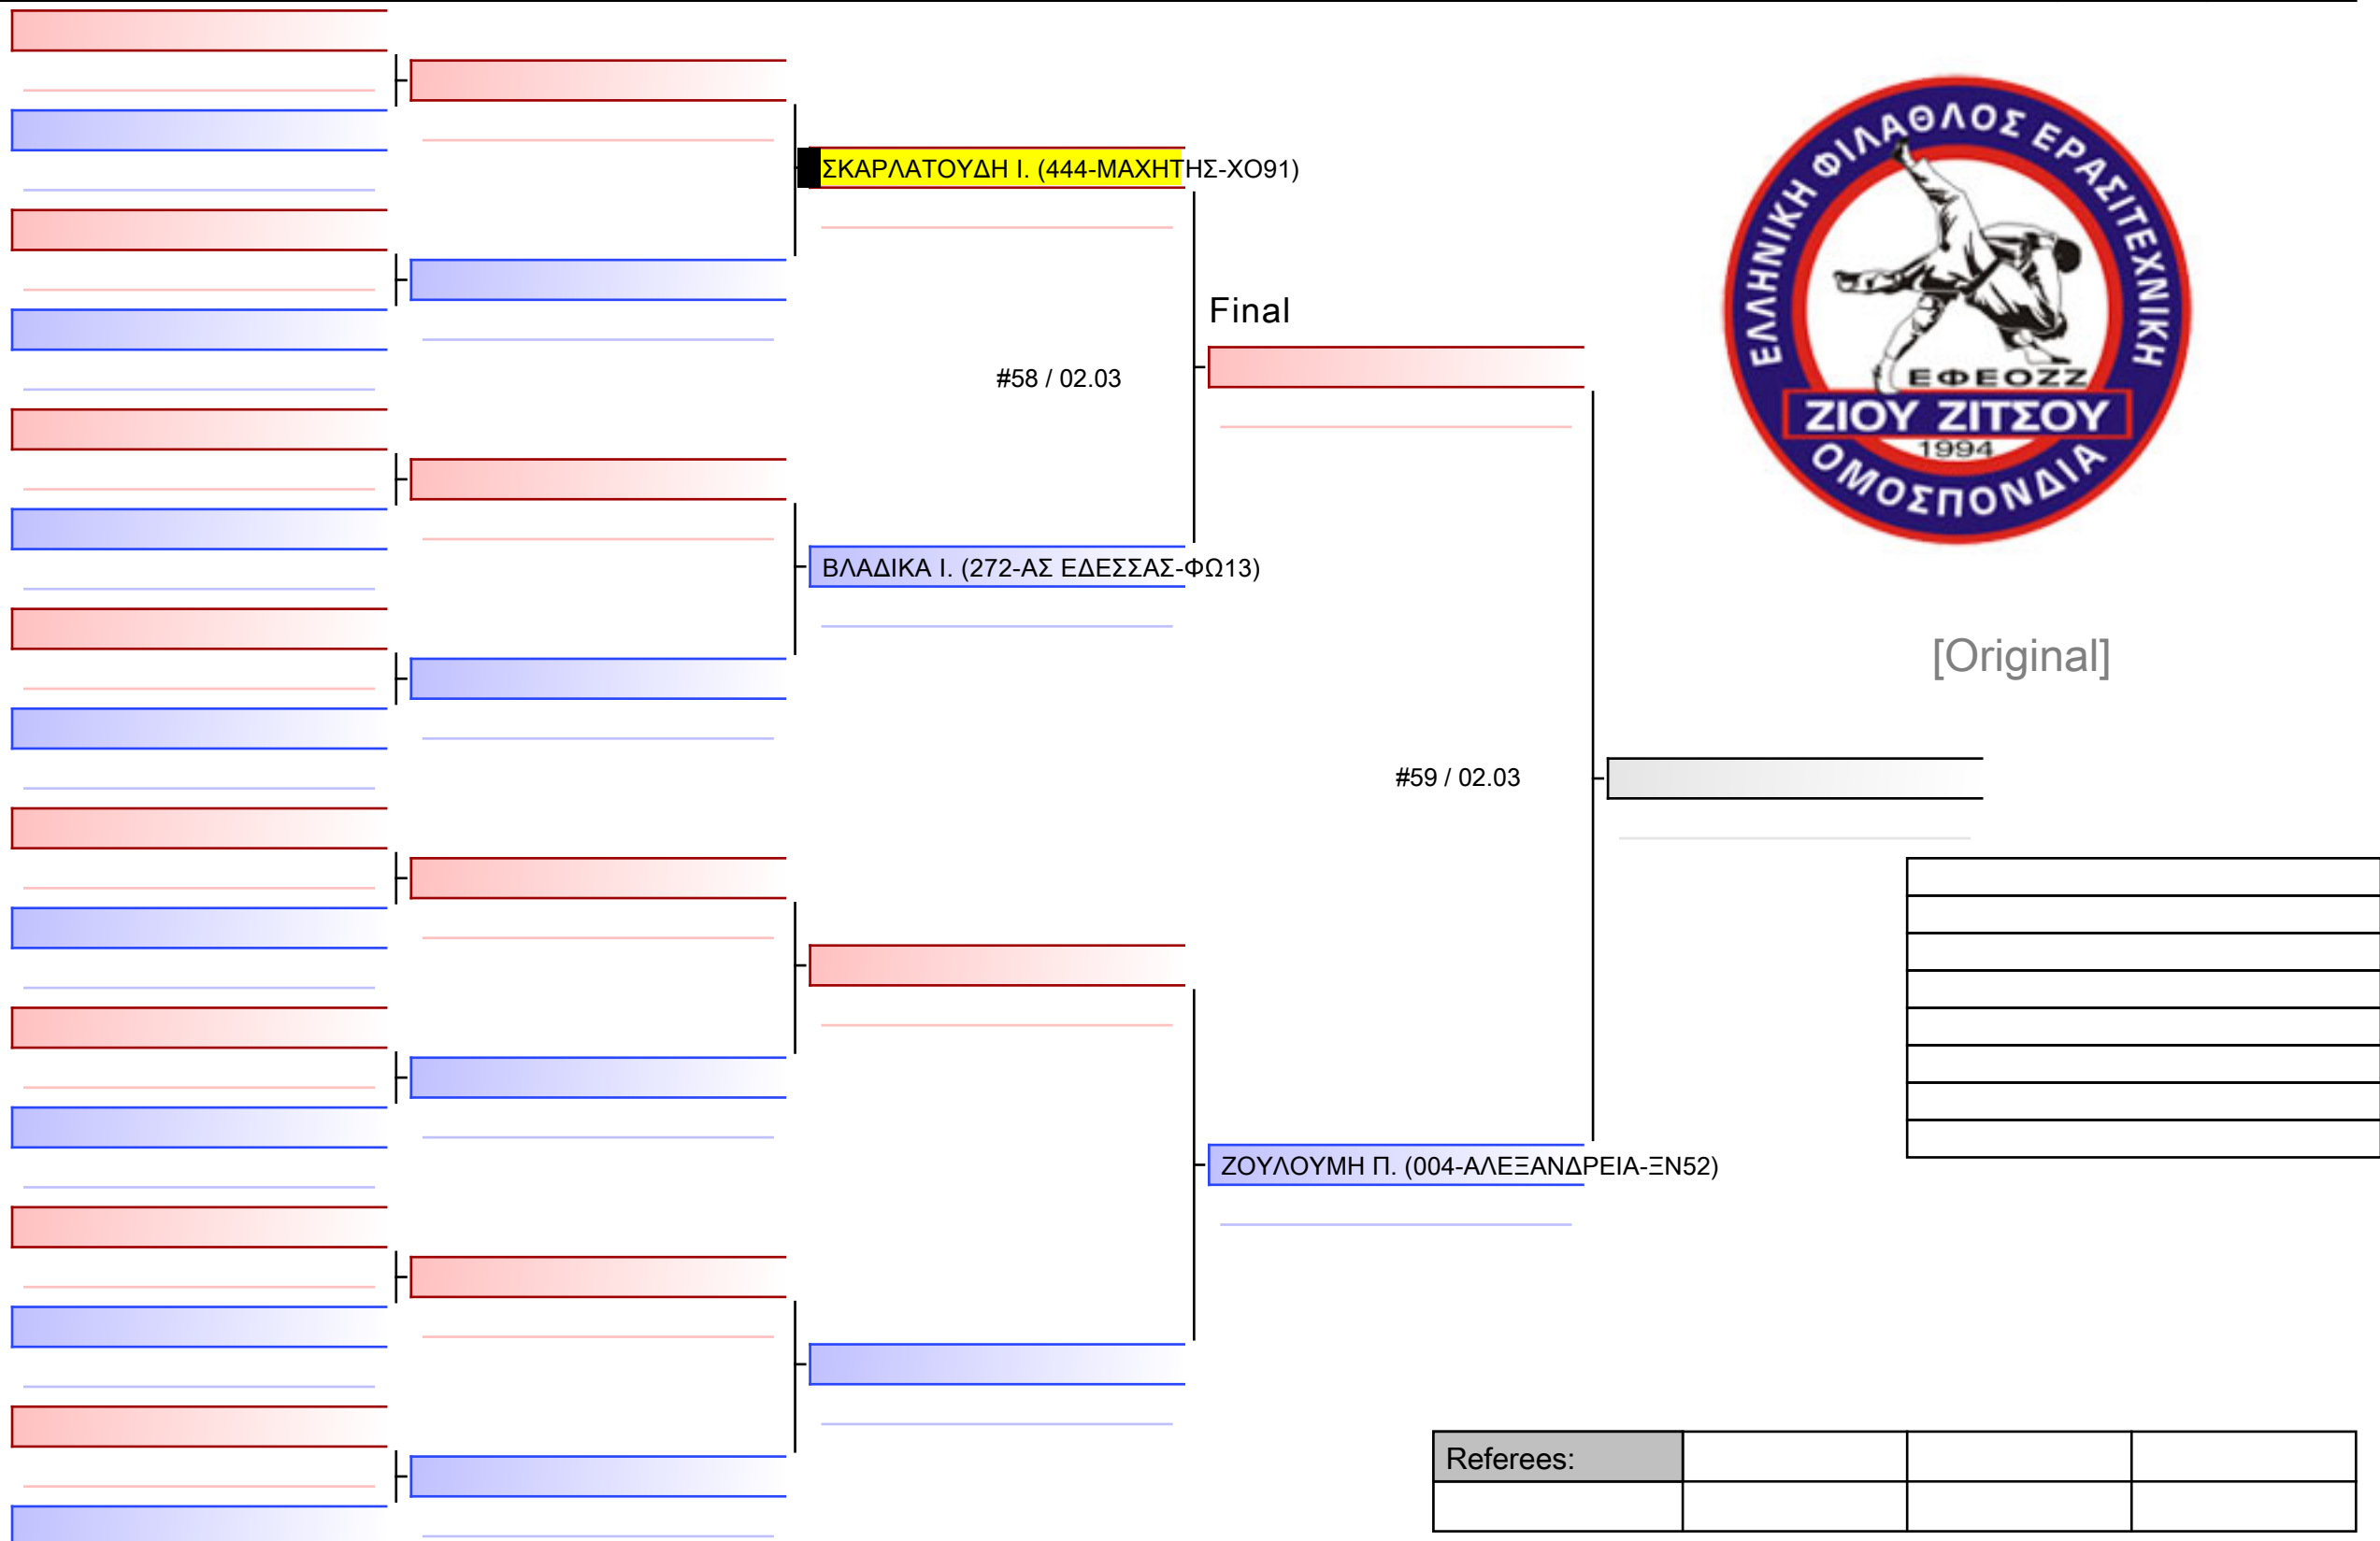 ΣΚΑΡΛΑΤΟΥΔΗ Ι. (444-ΜΑΧΗΤΗΣ-ΧΟ91)
Final
#58 / 02.03
ΒΛΑΔΙΚΑ Ι. (272-ΑΣ ΕΔΕΣΣΑΣ-ΦΩ13)
ΕΛΛΗΝΙΚΗ ΦΙΛΑΘΛΟΣ ΕΡΑΣΙΤΕΧΝΙΚΗ
ΕΦΕΟΖΖ
ΖΙΟΥ ΖΙΤΣΟΥ
1994
ΟΜΟΣΠΟΝΔΙΑ
[Original]
#59 / 02.03
ΖΟΥΛΟΥΜΗ Π. (004-ΑΛΕΞΑΝΔΡΕΙΑ-ΞΝ52)
Referees: